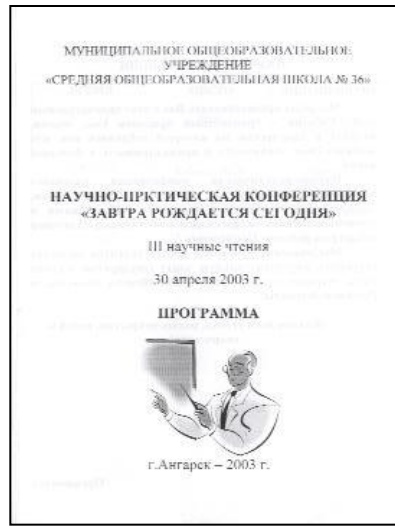 МУНИЦИПАЛЬНОЕ ОБЩЕОБРАЗОВАТЕЛЬНОЕ
УЧРЕЖДЕНИЕ
«СРЕДНЯЯ ОБЩЕОБРАЗОВАТЕЛЬНАЯ ШКОЛА № 36»
НАУЧНО-ПРКТИЧЕСКАЯ КОНФЕРЕНЦИЯ
«ЗАВТРА РОЖДАЕТСЯ СЕГОДНЯ»
III научные чтения
30 апреля 2003 г.
ПРОГРАММА
г.Ангарск – 2003 г.